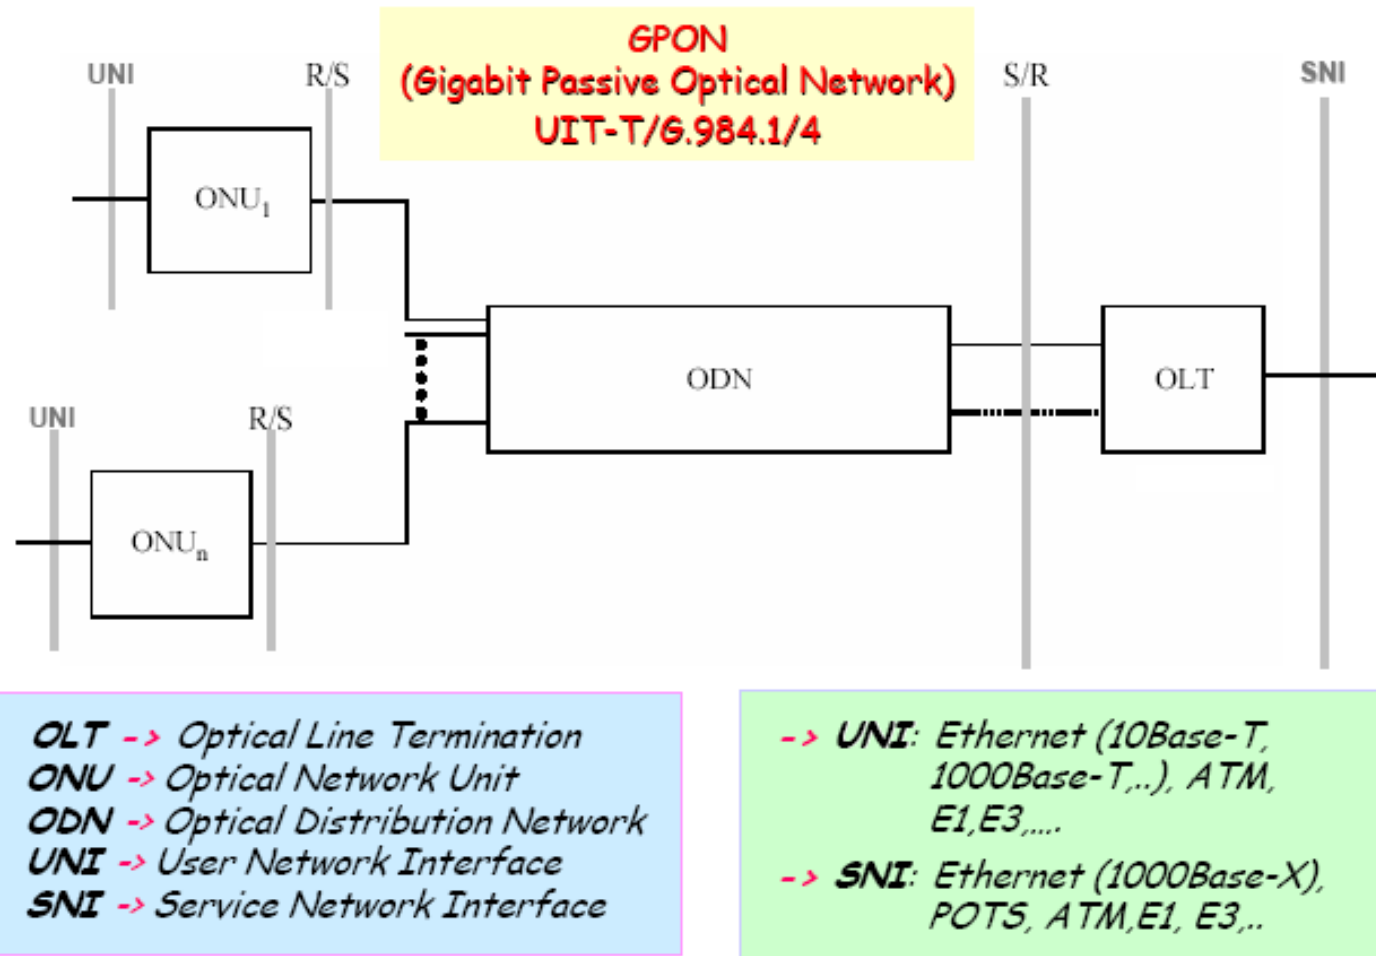 GPON
(Gigabit Passive Optical Network)
UIT-T/G.984.1/4
UNI
R/S
S/R
SNI
ONU1
ODN
OLT
UNI
R/S
ONUn
OLT -> Optical Line Termination
ONU -> Optical Network Unit
ODN -> Optical Distribution Network
UNI -> User Network Interface
SNI -> Service Network Interface
-> UNI: Ethernet (10Base-T,
1000Base-T,..), ATM,
E1,E3,....
-> SNI: Ethernet (1000Base-X),
POTS, ATM,E1, E3,..